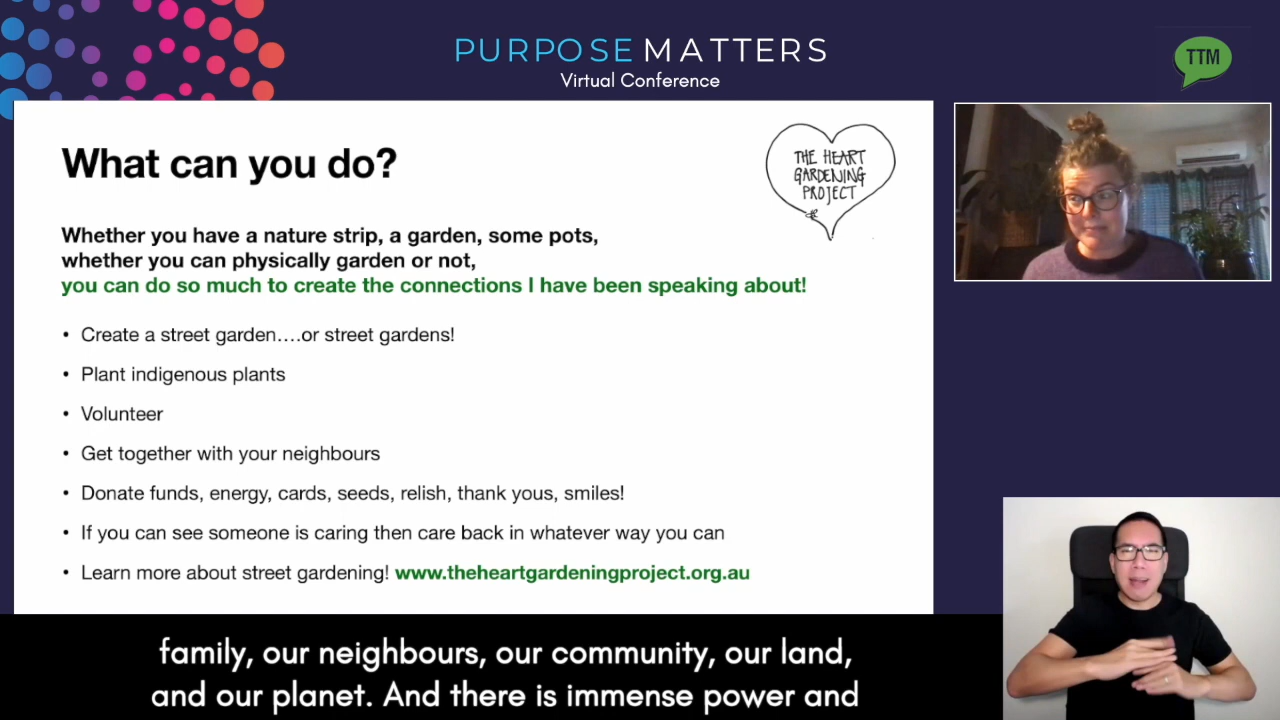 PURPOSE MATTERS
Virtual Conference
TTM
What can you do?
THE HEART
GARDENING
PROJECT
Whether you have a nature strip, a garden, some pots,
whether you can physically garden or not,
you can do so much to create the connections I have been speaking about!
• Create a street garden....or street gardens!
• Plant indigenous plants
• Volunteer
• Get together with your neighbours
• Donate funds, energy, cards, seeds, relish, thank yous, smiles!
• If you can see someone is caring then care back in whatever way you can
• Learn more about street gardening! www.theheartgardeningproject.org.au
family, our neighbours, our community, our land,
and our planet. And there is immense power and